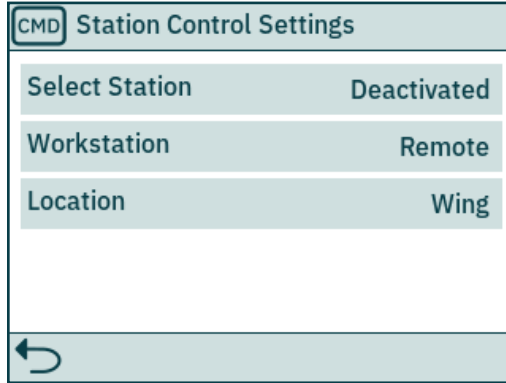 CMD Station Control Settings
Select Station Deactivated
Workstation Remote
Location Wing